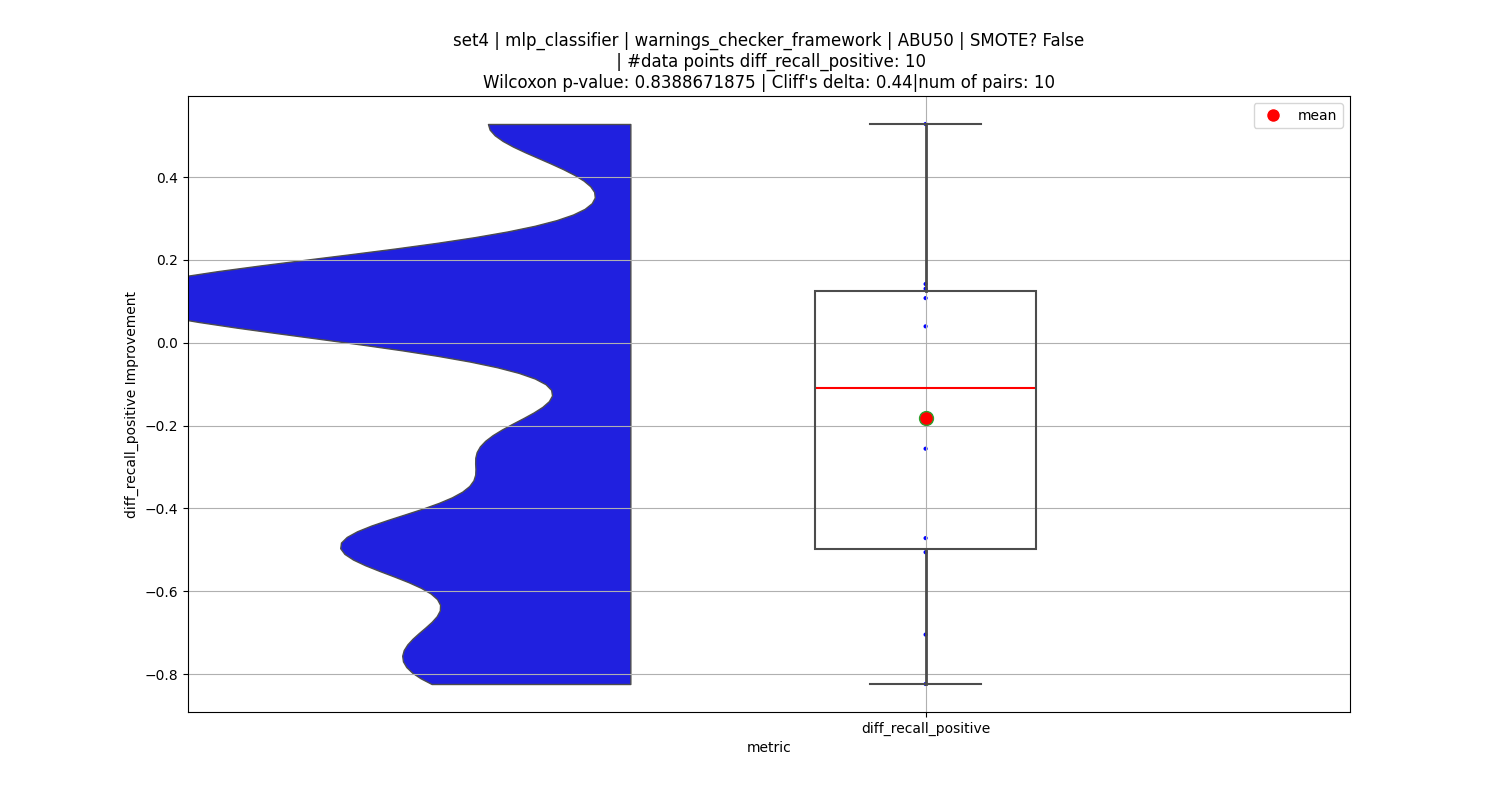 set4 | mlp_classifier | warnings_checker_framework | ABU50 | SMOTE? False
| #data points diff_recall_positive: 10
Wilcoxon p-value: 0.8388671875 | Cliff's delta: 0.44|num of pairs: 10
mean
0.4
0.2
0.0
−0.2
−0.4
−0.6
−0.8
diff_recall_positive Improvement
diff_recall_positive
metric